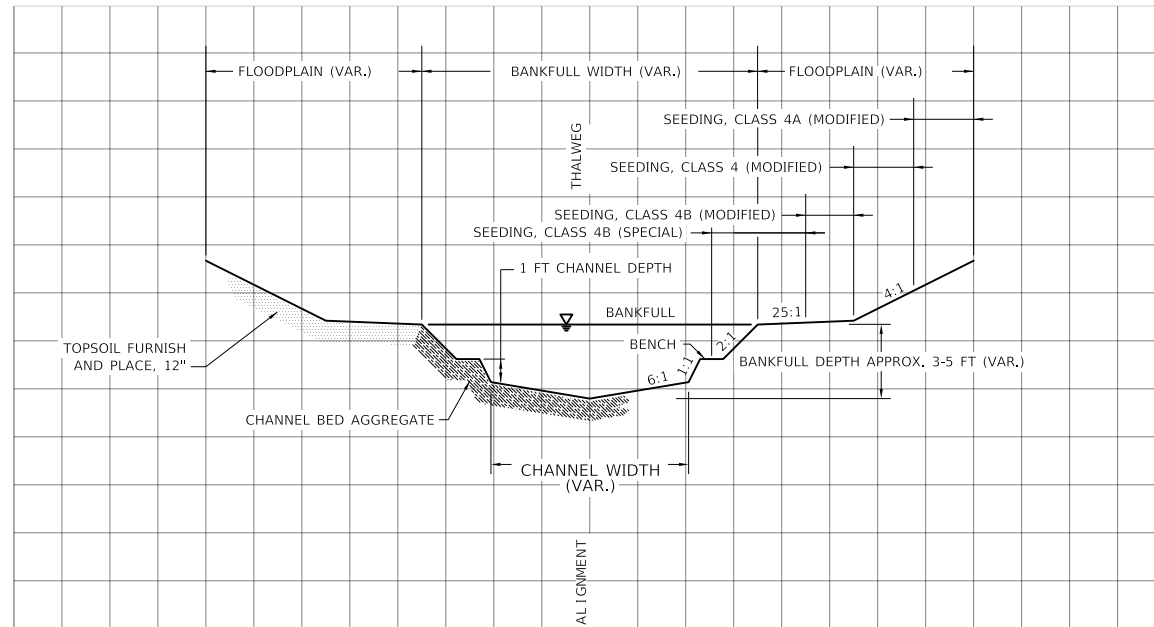 FLOODPLAIN (VAR.)
BANKFULL WIDTH (VAR.)
FLOODPLAIN (VAR.)
SEEDING, CLASS 4A (MODIFIED)
THALWEG
SEEDING, CLASS 4 (MODIFIED)
SEEDING, CLASS 4B (MODIFIED)
SEEDING, CLASS 4B (SPECIAL)
1 FT CHANNEL DEPTH
4:1
BANKFULL
25:1
TOPSOIL FURNISH
AND PLACE, 12"
BENCH
2:1
BANKFULL DEPTH APPROX. 3-5 FT (VAR.)
1:1
6:1
CHANNEL BED AGGREGATE
CHANNEL WIDTH
(VAR.)
ALIGNMENT